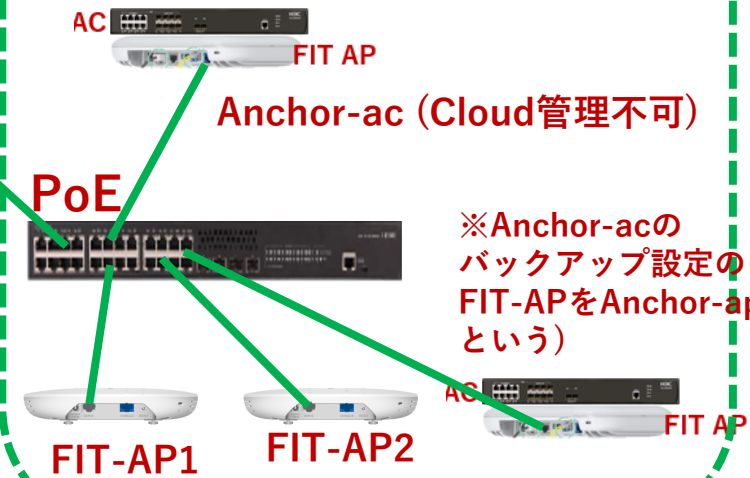 AC
FIT AP
Anchor-ac (Cloud管理不可)
PoE
※Anchor-acの
バックアップ設定の
FIT-APをAnchor-ap
という)
AC
FIT AP
FIT-AP1
FIT-AP2